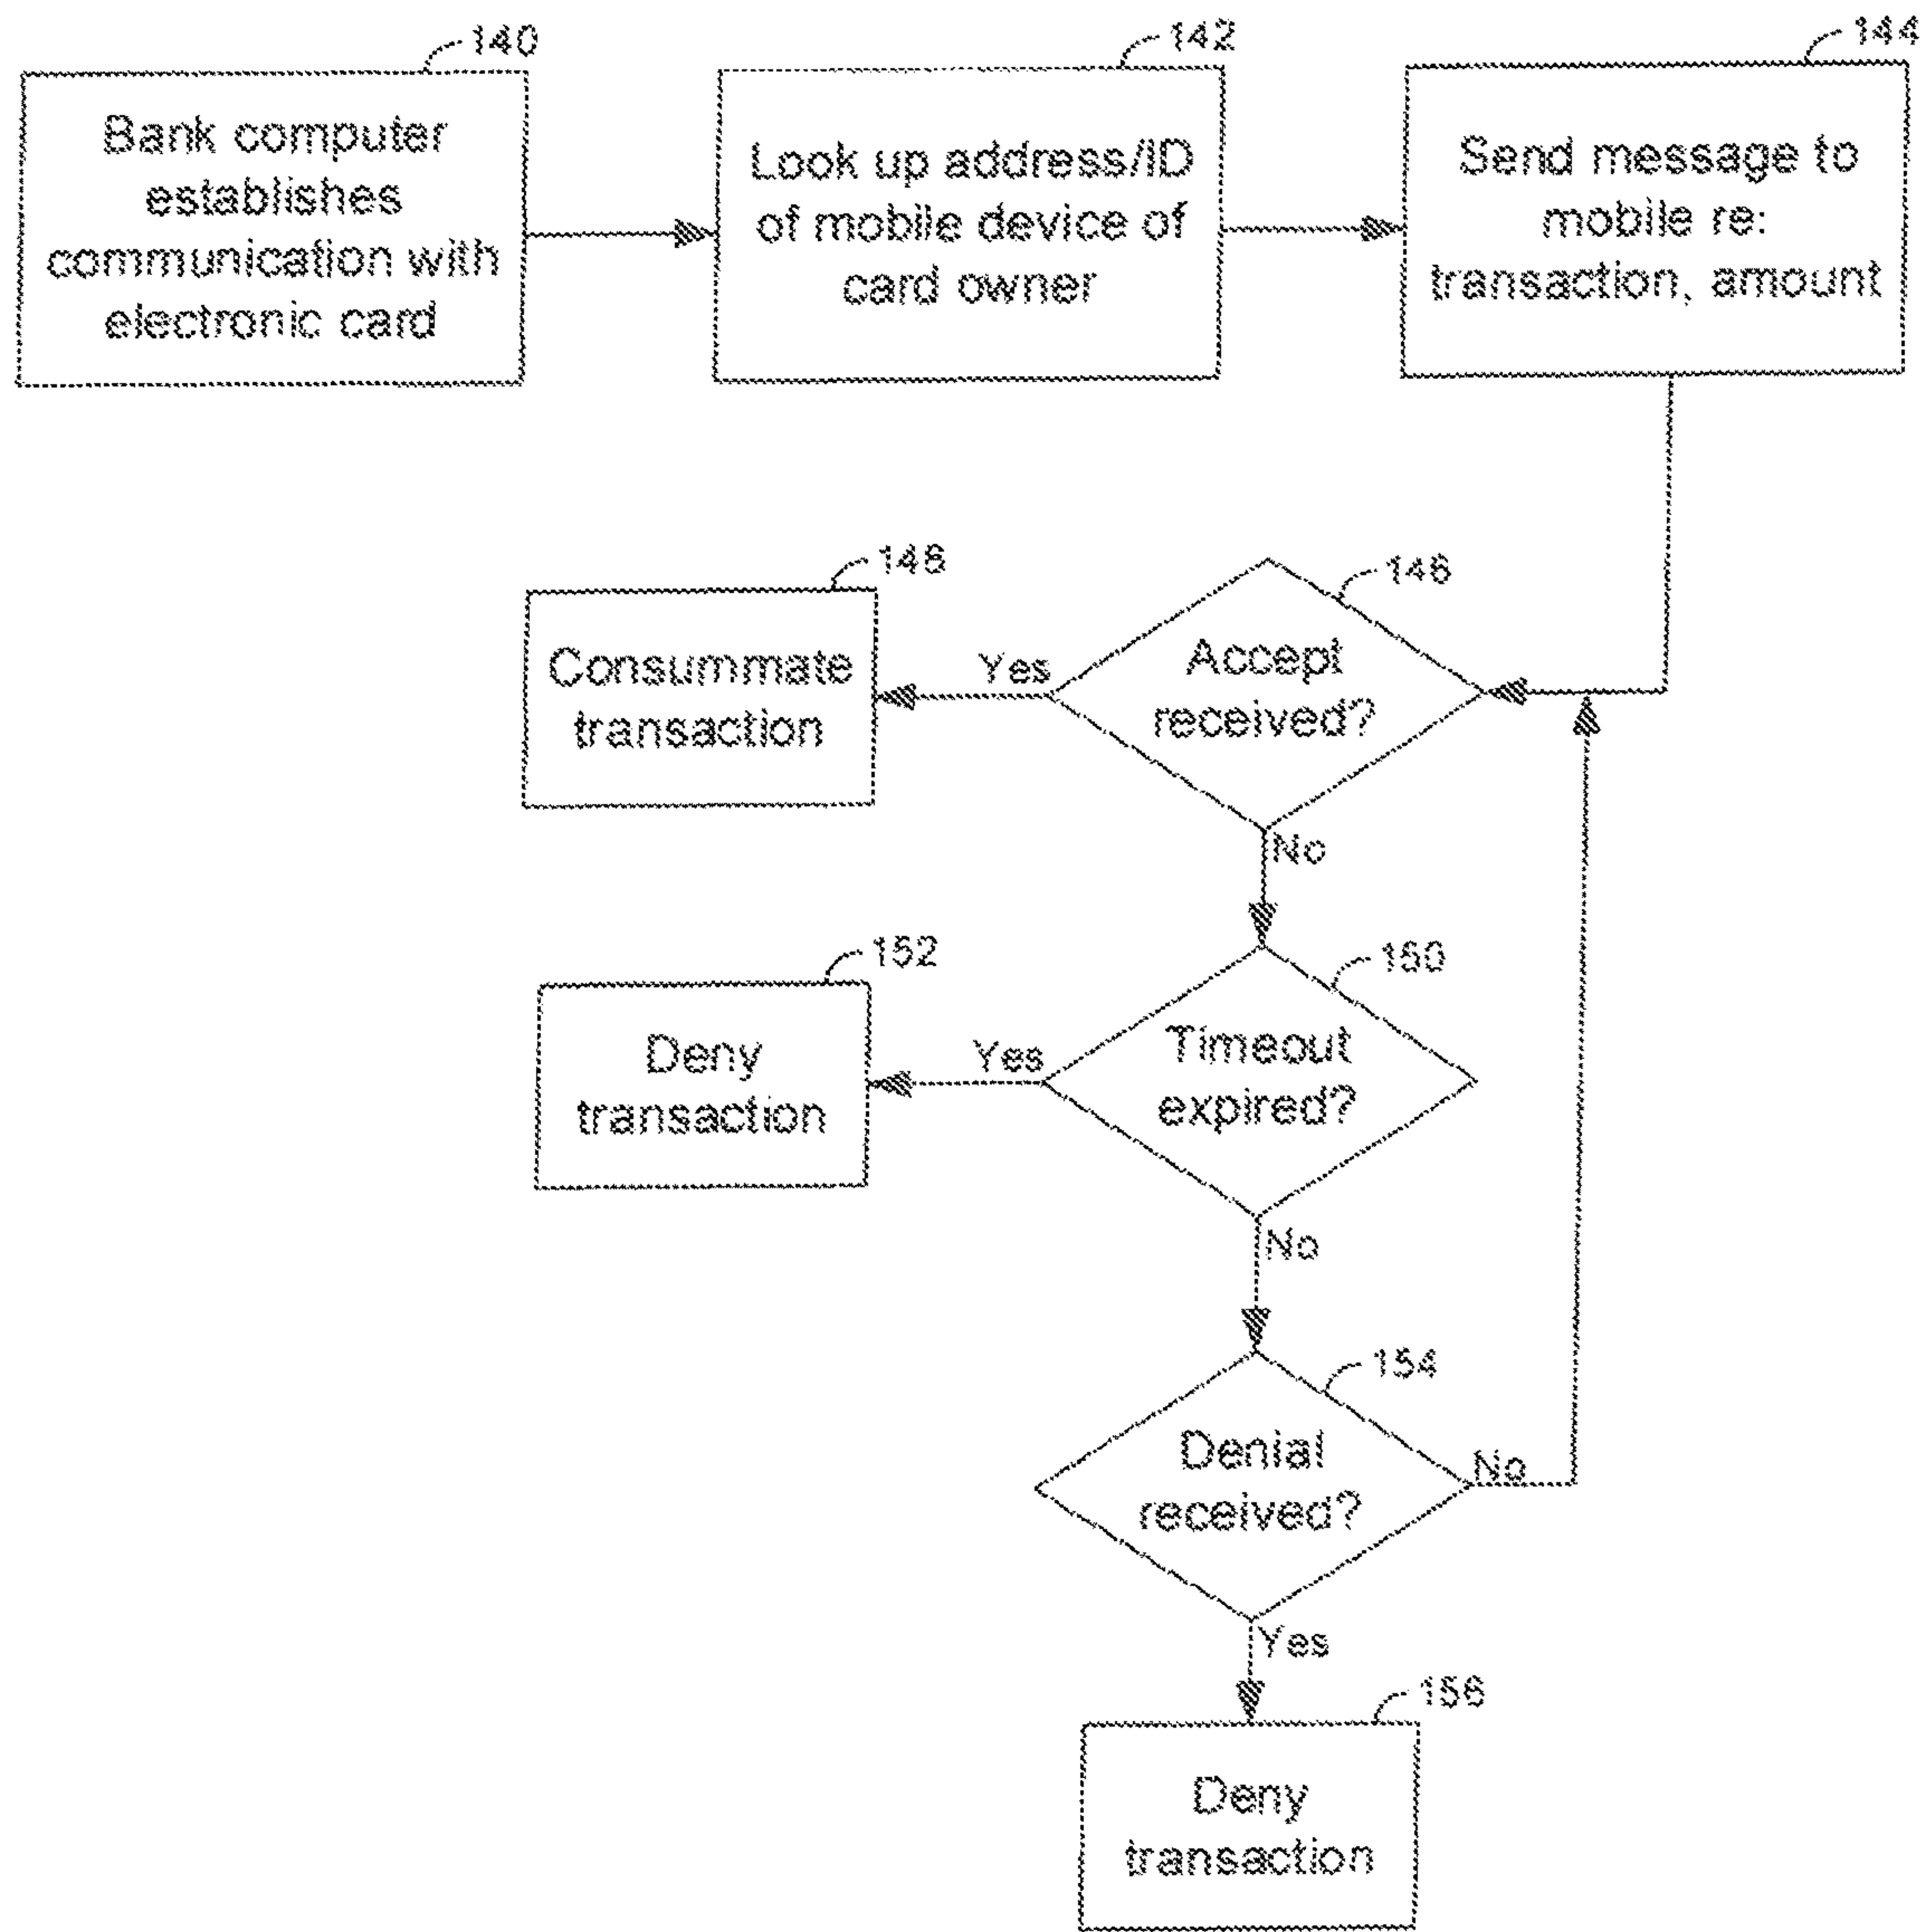 140
Bank computer
establishes
communication with
electronic card
142
Look up address/ID
of mobile device of
card owner
144
Send message to
mobile re:
transaction, amount
146
Accept
received?
Yes
148
Consummate
transaction
No
150
Timeout
expired?
Yes
152
Deny
transaction
No
154
Denial
received?
No
Yes
156
Deny
transaction